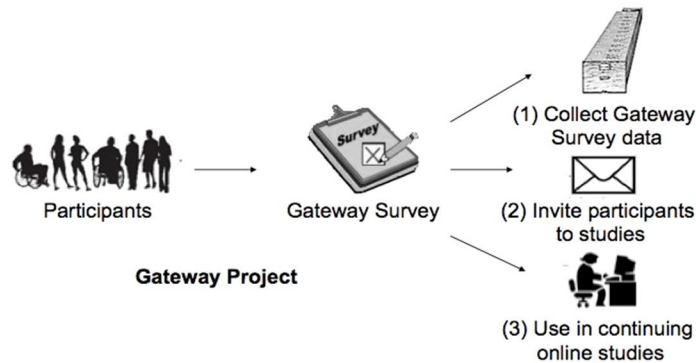 Survey
Participants
Gateway Survey
Gateway Project
(1) Collect Gateway
Survey data
(2) Invite participants
to studies
(3) Use in continuing
online studies